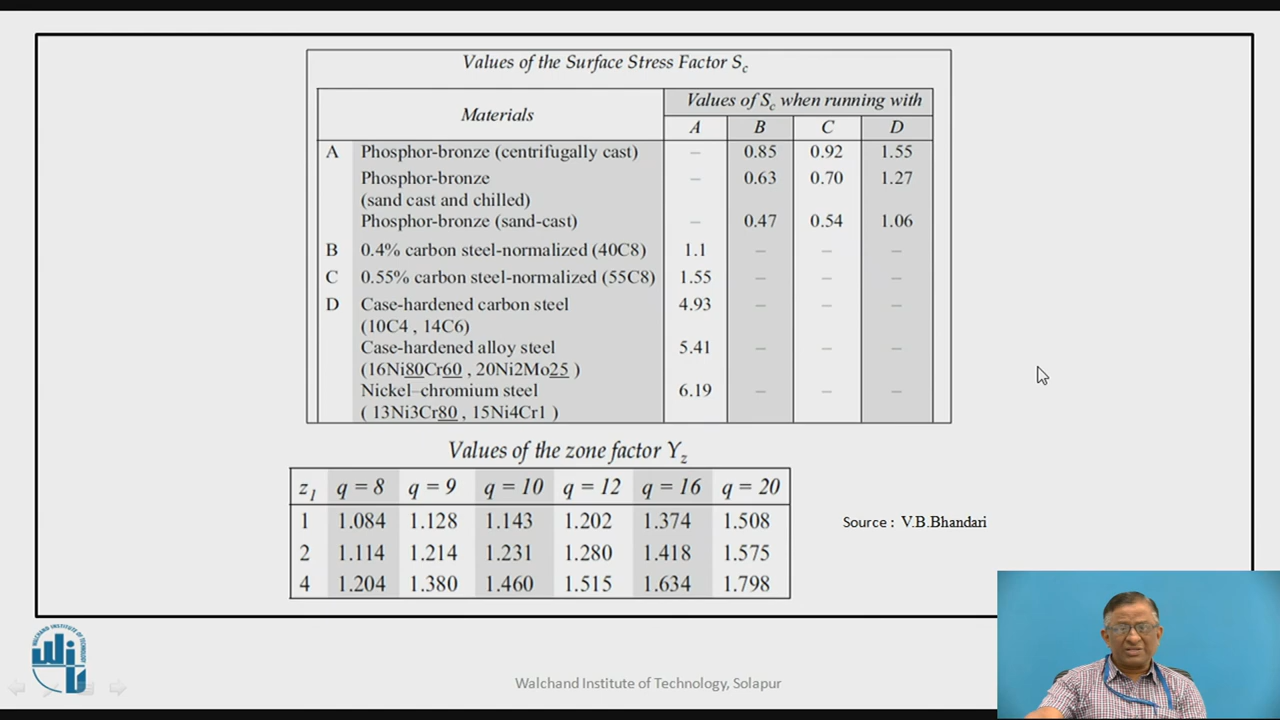 Values of the Surface Stress Factor Sc
Materials
Values of Sc when running with
A B C D
A Phosphor-bronze (centrifugally cast) – 0.85 0.92 1.55
Phosphor-bronze – 0.63 0.70 1.27
(sand cast and chilled)
Phosphor-bronze (sand-cast) – 0.47 0.54 1.06
B 0.4% carbon steel-normalized (40C8) 1.1 – – –
C 0.55% carbon steel-normalized (55C8) 1.55 – – –
D Case-hardened carbon steel 4.93 – – –
(10C4 , 14C6)
Case-hardened alloy steel 5.41 – – –
(16Ni80Cr60 , 20Ni2Mo25 )
Nickel–chromium steel 6.19 – – –
( 13Ni3Cr80 , 15Ni4Cr1 )
Values of the zone factor Yz
z1 q = 8 q = 9 q = 10 q = 12 q = 16 q = 20
1 1.084 1.128 1.143 1.202 1.374 1.508
2 1.114 1.214 1.231 1.280 1.418 1.575
4 1.204 1.380 1.460 1.515 1.634 1.798
Source : V.B.Bhandari
WALCHAND INSTITUTE OF TECHNOLOGY, SOLAPUR
WIT
Walchand Institute of Technology, Solapur